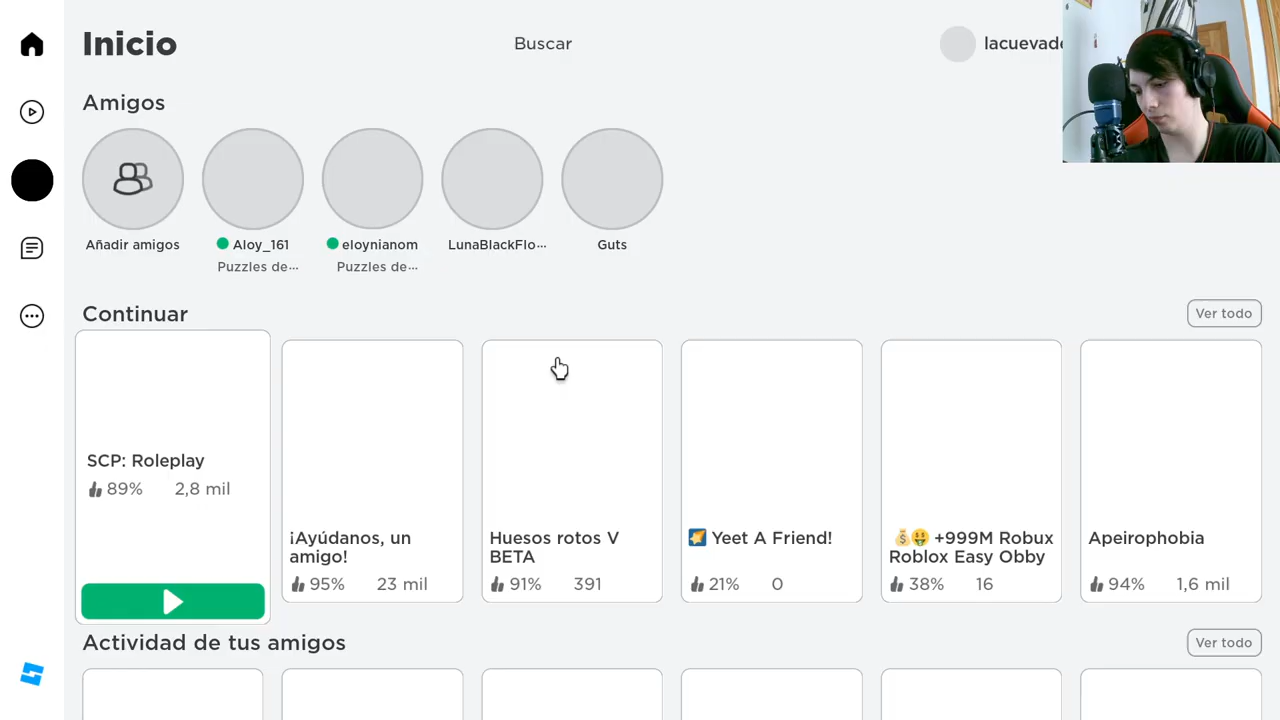 Inicio
Buscar
lacuevade
Amigos
Añadir amigos
Aloy_161
Puzzles de...
eloynianom
Puzzles de...
LunaBlackFlo...
Guts
Continuar
Ver todo
SCP: Roleplay
89% 2,8 mil
¡Ayúdanos, un
amigo!
95% 23 mil
Huesos rotos V
BETA
91% 391
Yeet A Friend!
21% 0
+999M Robux
Roblox Easy Obby
38% 16
Apeirophobia
94% 1,6 mil
Actividad de tus amigos
Ver todo